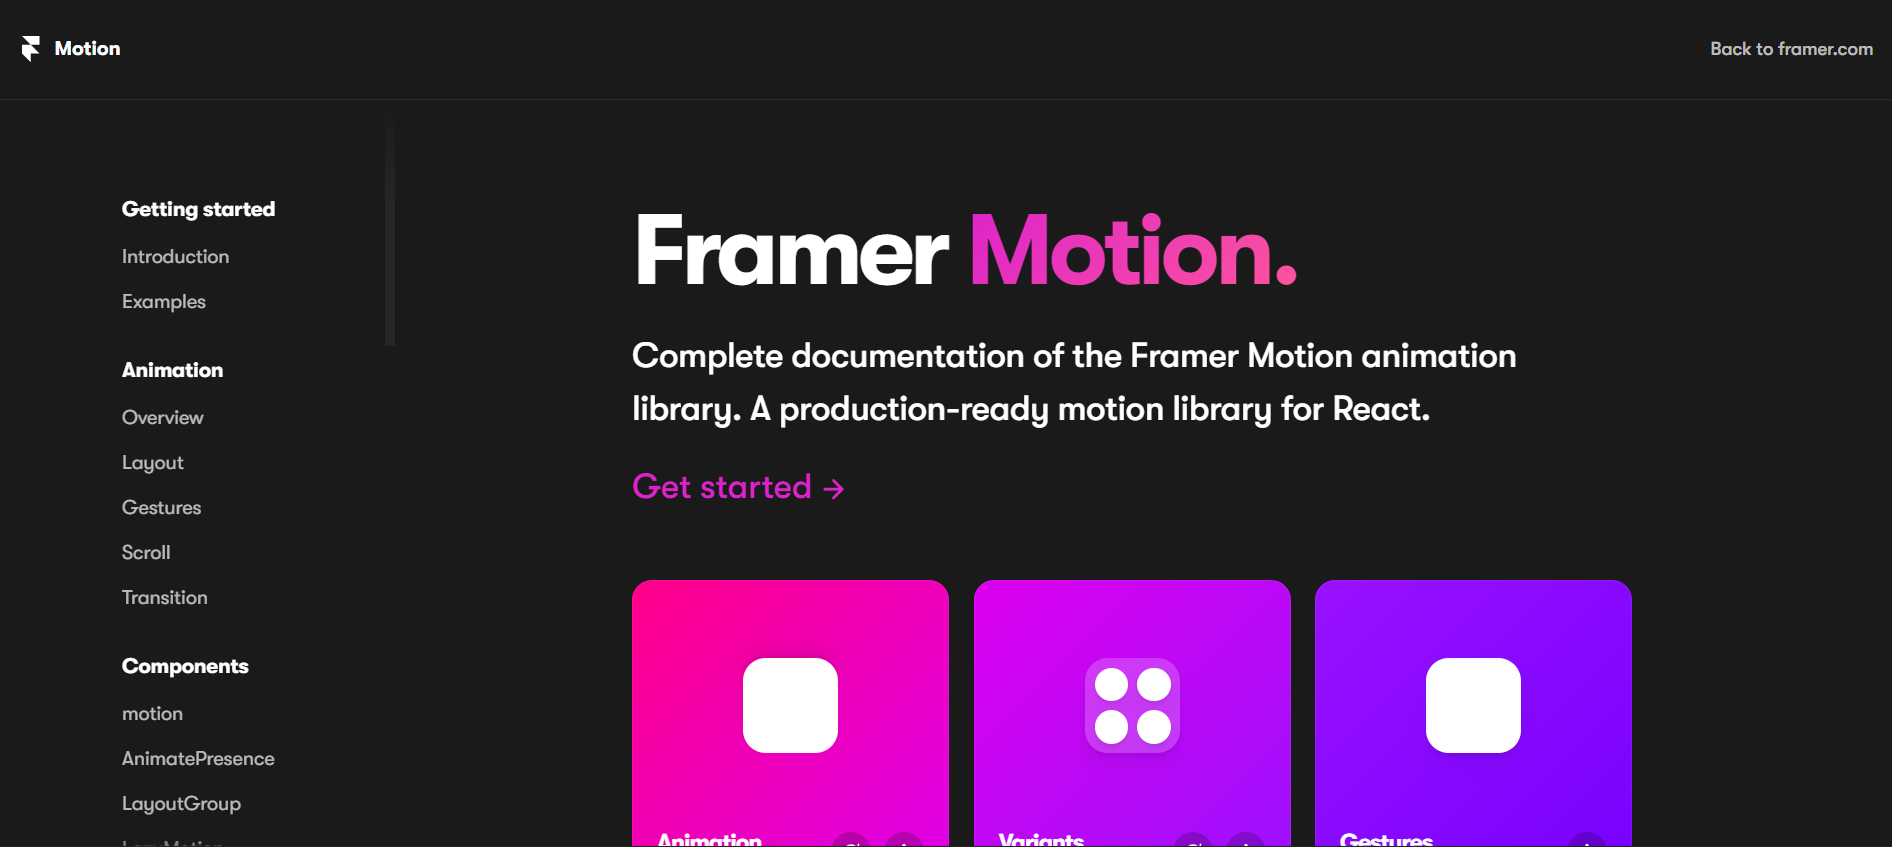 Motion
Back to framer.com
Getting started
Introduction
Examples
Animation
Overview
Layout
Gestures
Scroll
Transition
Components
motion
AnimatePresence
LayoutGroup
LazyMotion
Framer Motion.
Complete documentation of the Framer Motion animation
library. A production-ready motion library for React.
Get started →
Animation
Variants
Gestures